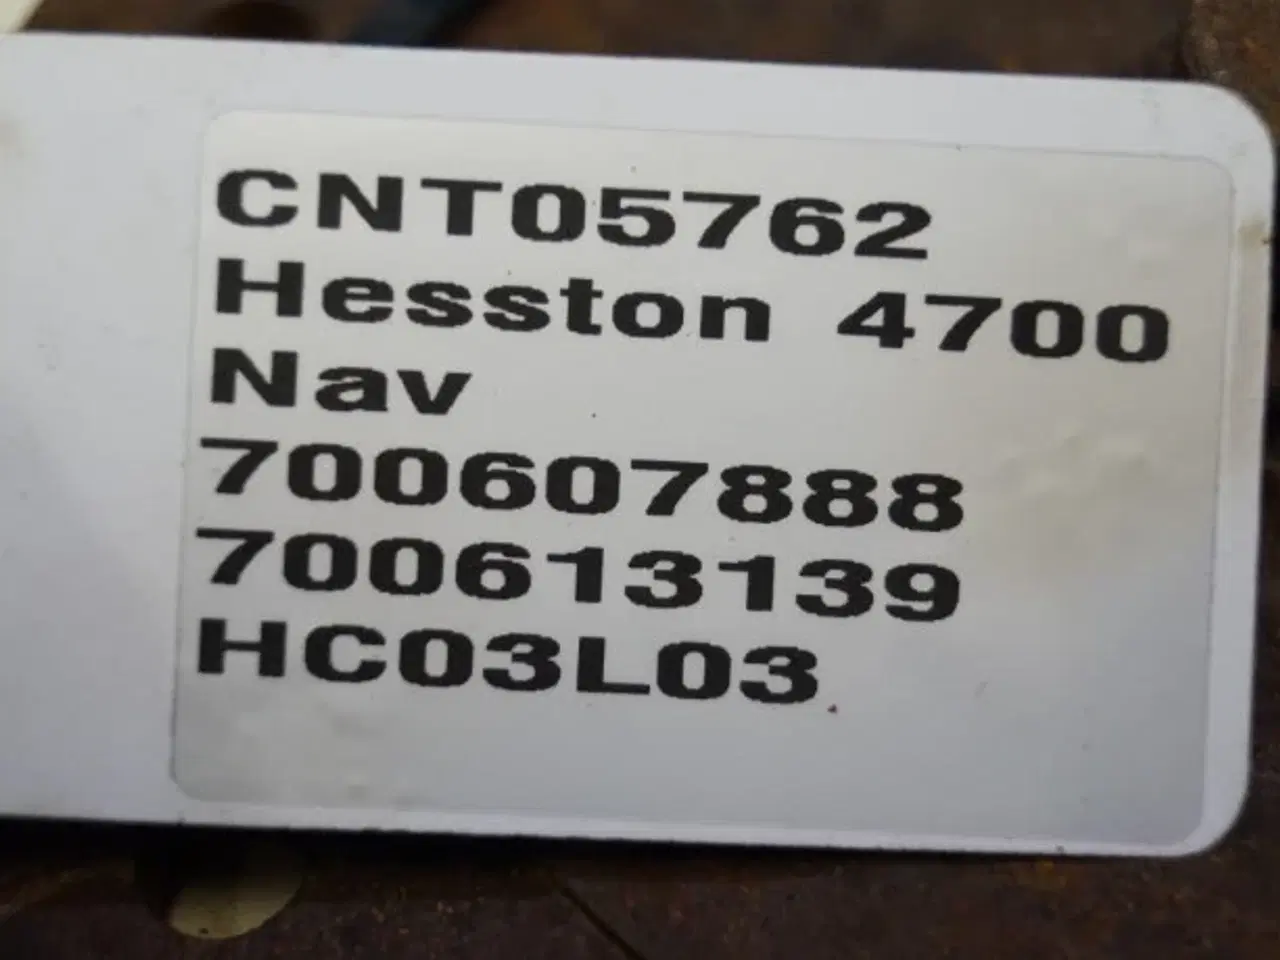 CNT05762
Hesston 4700
Nav
700607888
700613139
HC03L03